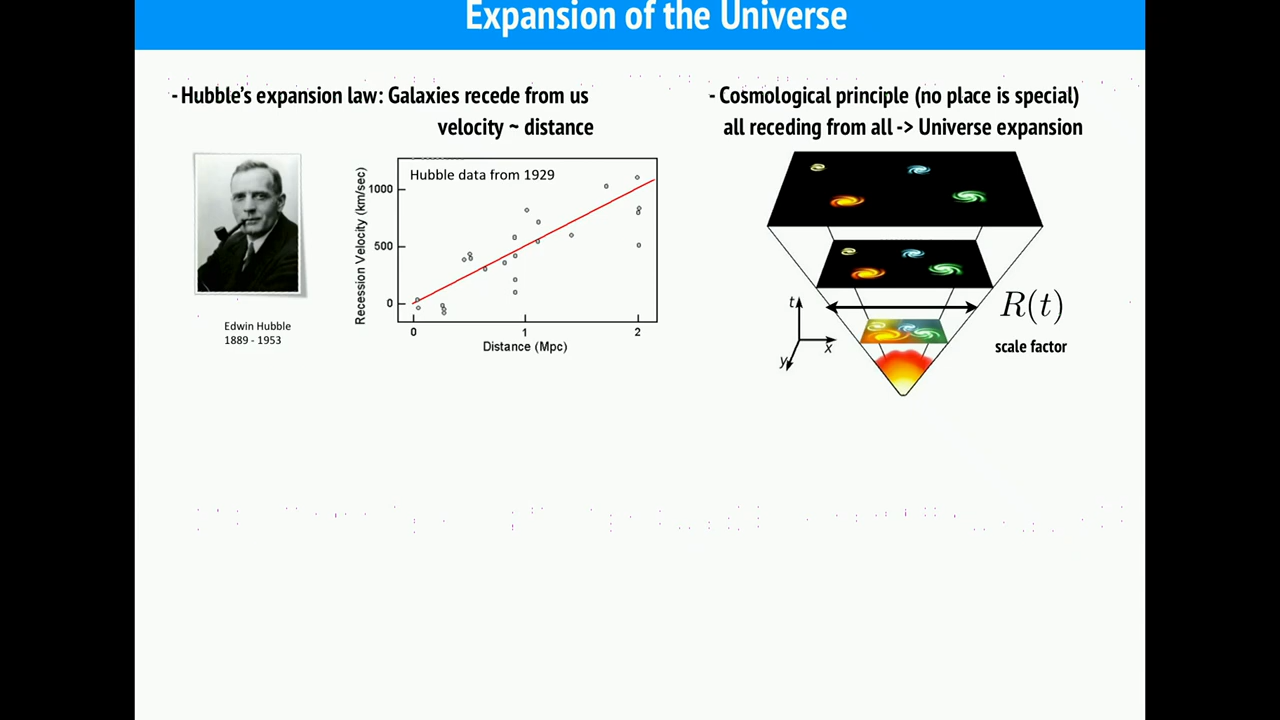 Expansion of the Universe
- Hubble's expansion law: Galaxies recede from us
velocity ~ distance
Hubble data from 1929
Recession Velocity (km/sec)
1000
500
0
0 1 2
Distance (Mpc)
Edwin Hubble
1889 - 1953
- Cosmological principle (no place is special)
all receding from all -> Universe expansion
t
x
y
R(t)
scale factor